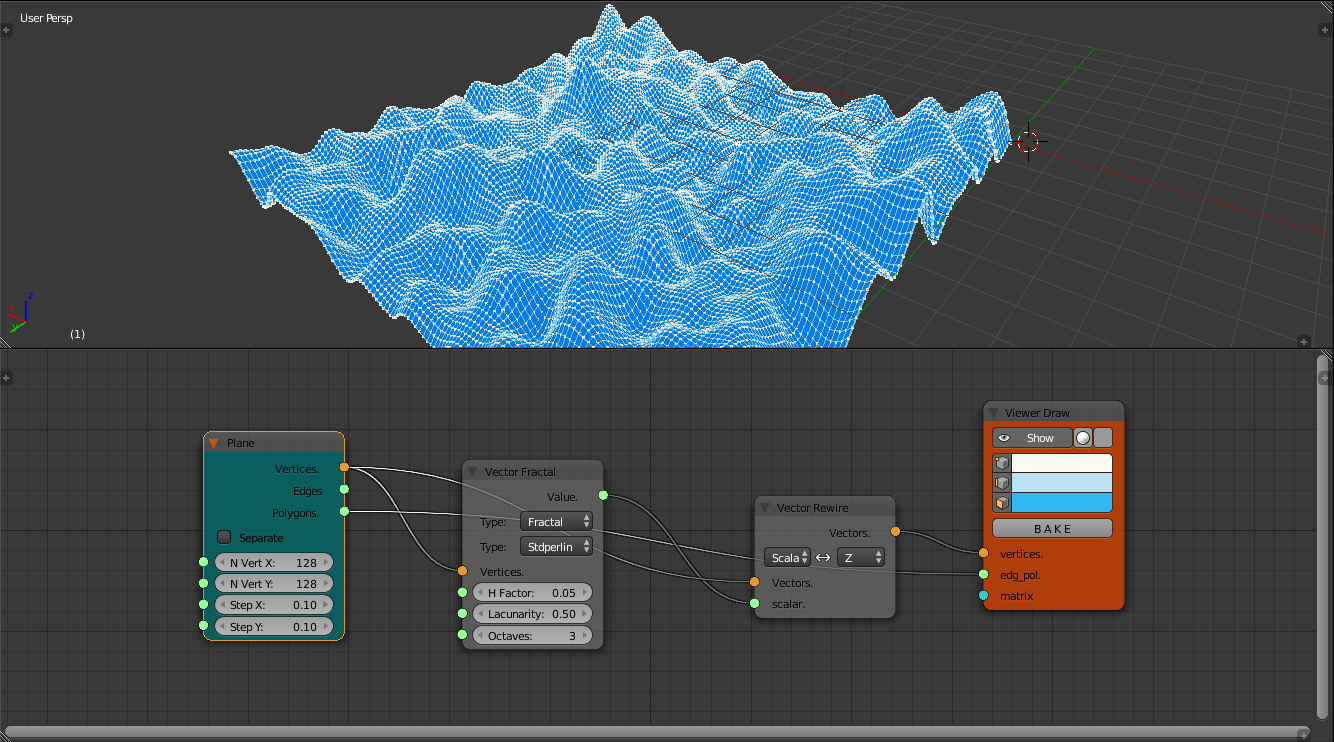 User Persp
z
x
y
(1)
Plane
Vertices.
Edges
Polygons.
Separate
N Vert X: 128
N Vert Y: 128
Step X: 0.10
Step Y: 0.10
Vector Fractal
Value.
Type: Fractal
Type: Stdperlin
Vertices.
H Factor: 0.05
Lacunarity: 0.50
Octaves: 3
Vector Rewire
Vectors.
Scala Z
Vectors.
scalar.
Viewer Draw
Show
B A K E
vertices.
edg_pol.
matrix